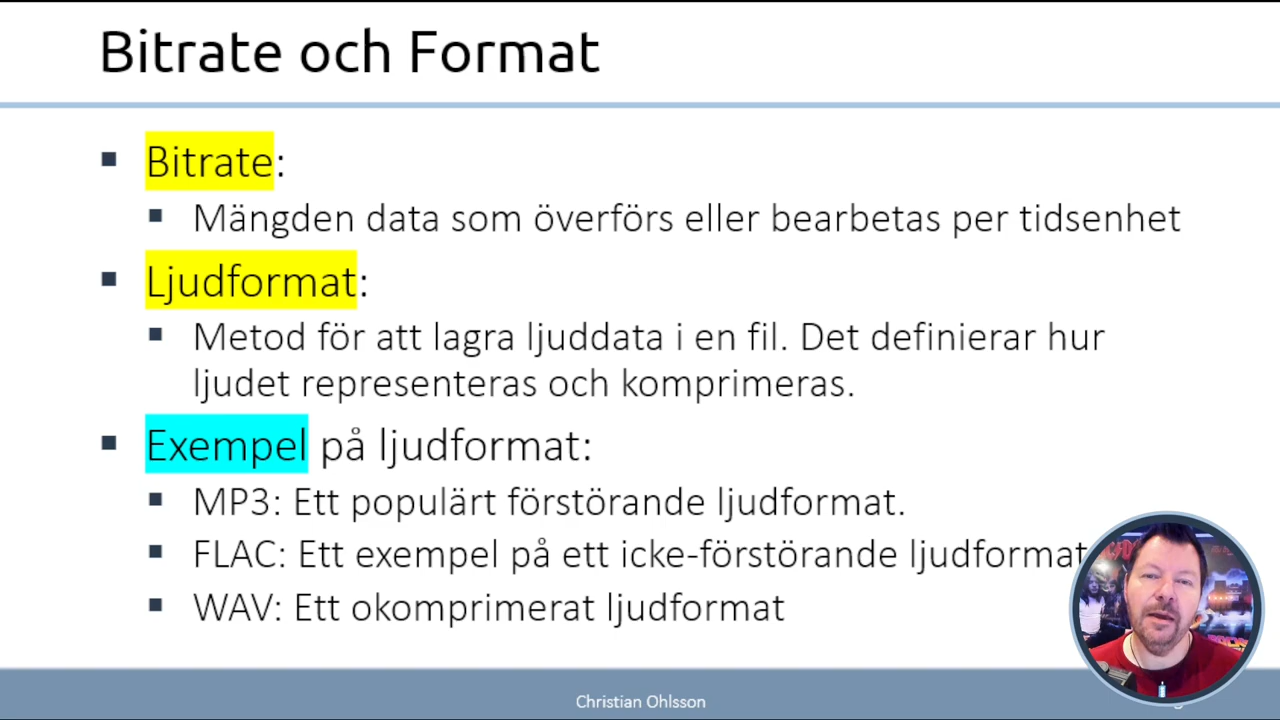 Bitrate och Format
Bitrate:
Mängden data som överförs eller bearbetas per tidsenhet
Ljudformat:
Metod för att lagra ljuddata i en fil. Det definierar hur
ljudet representeras och komprimeras.
Exempel på ljudformat:
MP3: Ett populärt förstörande ljudformat.
FLAC: Ett exempel på ett icke-förstörande ljudformat
WAV: Ett okomprimerat ljudformat
Christian Ohlsson